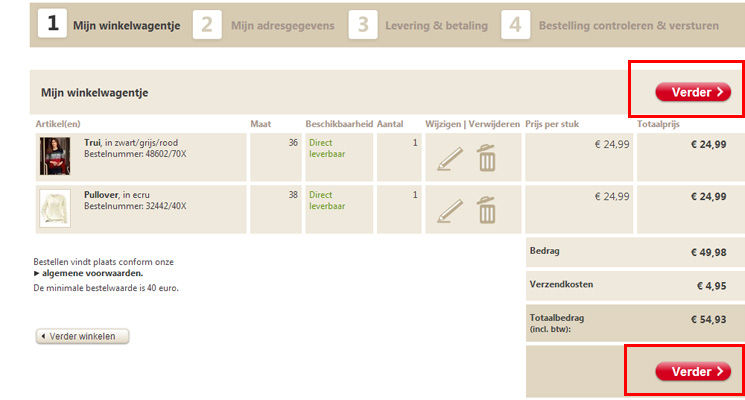 1 Mijn winkelwagentje 2 Mijn adresgegevens 3 Levering & betaling 4 Bestelling controleren & versturen
Mijn winkelwagentje Verder
Artikel(en) Maat Beschikbaarheid Aantal Wijzigen | Verwijderen Prijs per stuk Totaalprijs
Trui, in zwart/grijs/rood 36 Direct 1 € 24,99 € 24,99
Bestelnummer: 48602/70X leverbaar
Pullover, in ecru 38 Direct 1 € 24,99 € 24,99
Bestelnummer: 32442/40X leverbaar
Bedrag € 49,98
Bestellen vindt plaats conform onze
algemene voorwaarden.
Verzendkosten € 4,95
De minimale bestelwaarde is 40 euro.
Totaalbedrag € 54,93
(incl. btw):
Verder winkelen
Verder